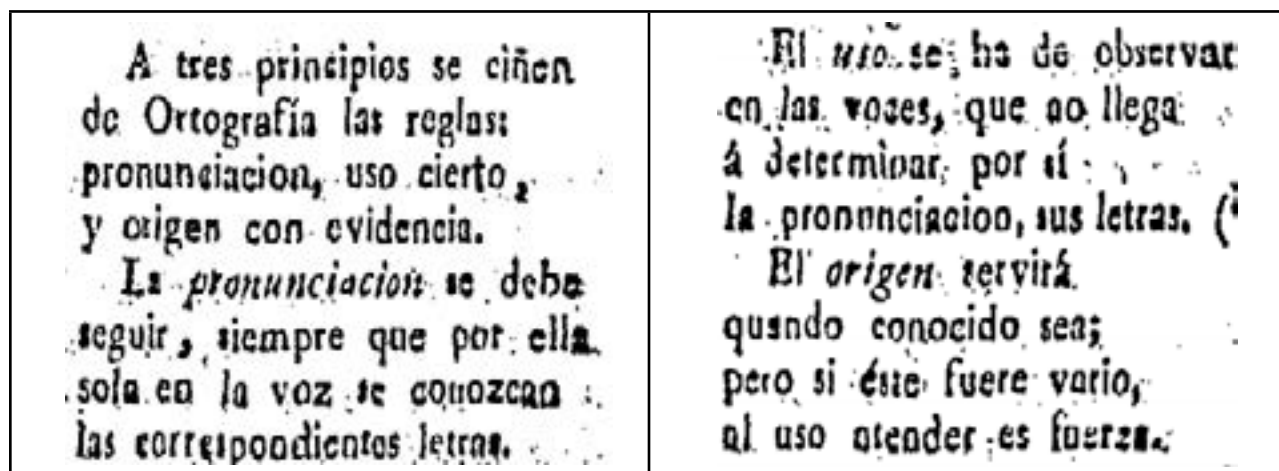 A tres principios se ciñen
de Ortografía las reglas:
pronunciacion, uso cierto,
y origen con evidencia.
La pronunciacion se debe
seguir, siempre que por ella
sola en la voz se conozcan
las correspondientes letras.
El uso se ha de observar
en las vozes, que no llega
á determinar por sí
la pronunciacion, sus letras. (*
El origen servirá
quando conocido sea;
pero si éste fuere vario,
al uso atender es fuerza.